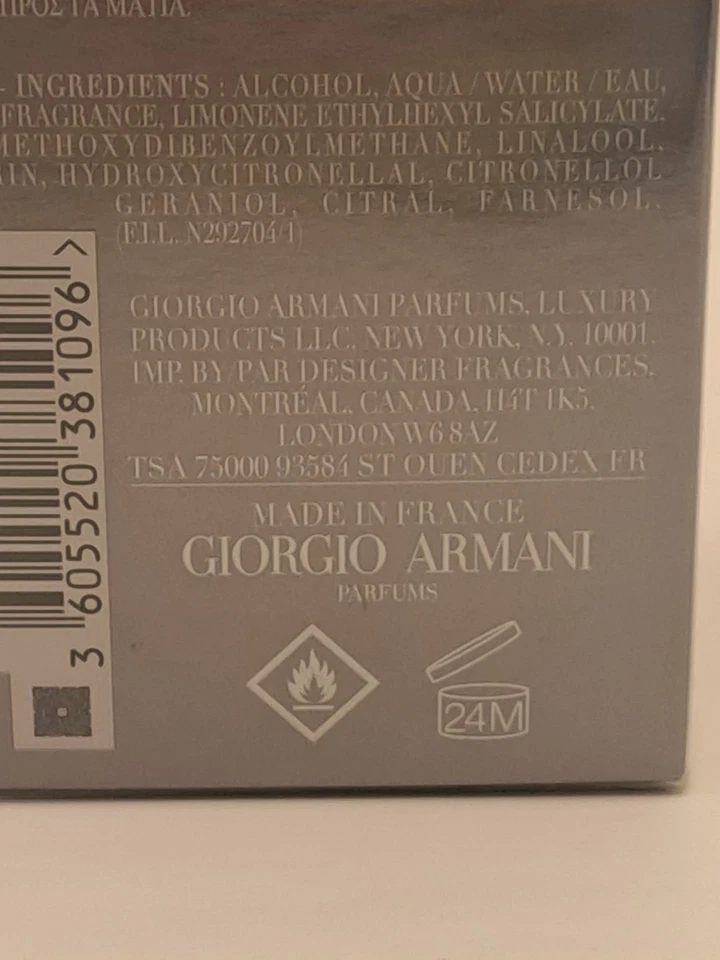 ΠΡΟΣ ΤΑ ΜΑΤΙΑ.
- INGREDIENTS : ALCOHOL, AQUA / WATER / EAU,
FRAGRANCE, LIMONENE ETHYLHEXYL SALICYLATE,
METHOXYDIBENZOYLMETHANE, LINALOOL,
RIN, HYDROXYCITRONELLAL, CITRONELLOL
GERANIOL, CITRAL, FARNESOL.
(F.I.L. N292704/1)
GIORGIO ARMANI PARFUMS, LUXURY
PRODUCTS LLC, NEW YORK, N.Y. 10001.
IMP. BY/PAR DESIGNER FRAGRANCES,
MONTRÉAL, CANADA, H4T 1K5.
LONDON W6 8AZ
TSA 75000 93584 ST OUEN CEDEX FR
MADE IN FRANCE
GIORGIO ARMANI
PARFUMS
24M
3 605520 381096 >